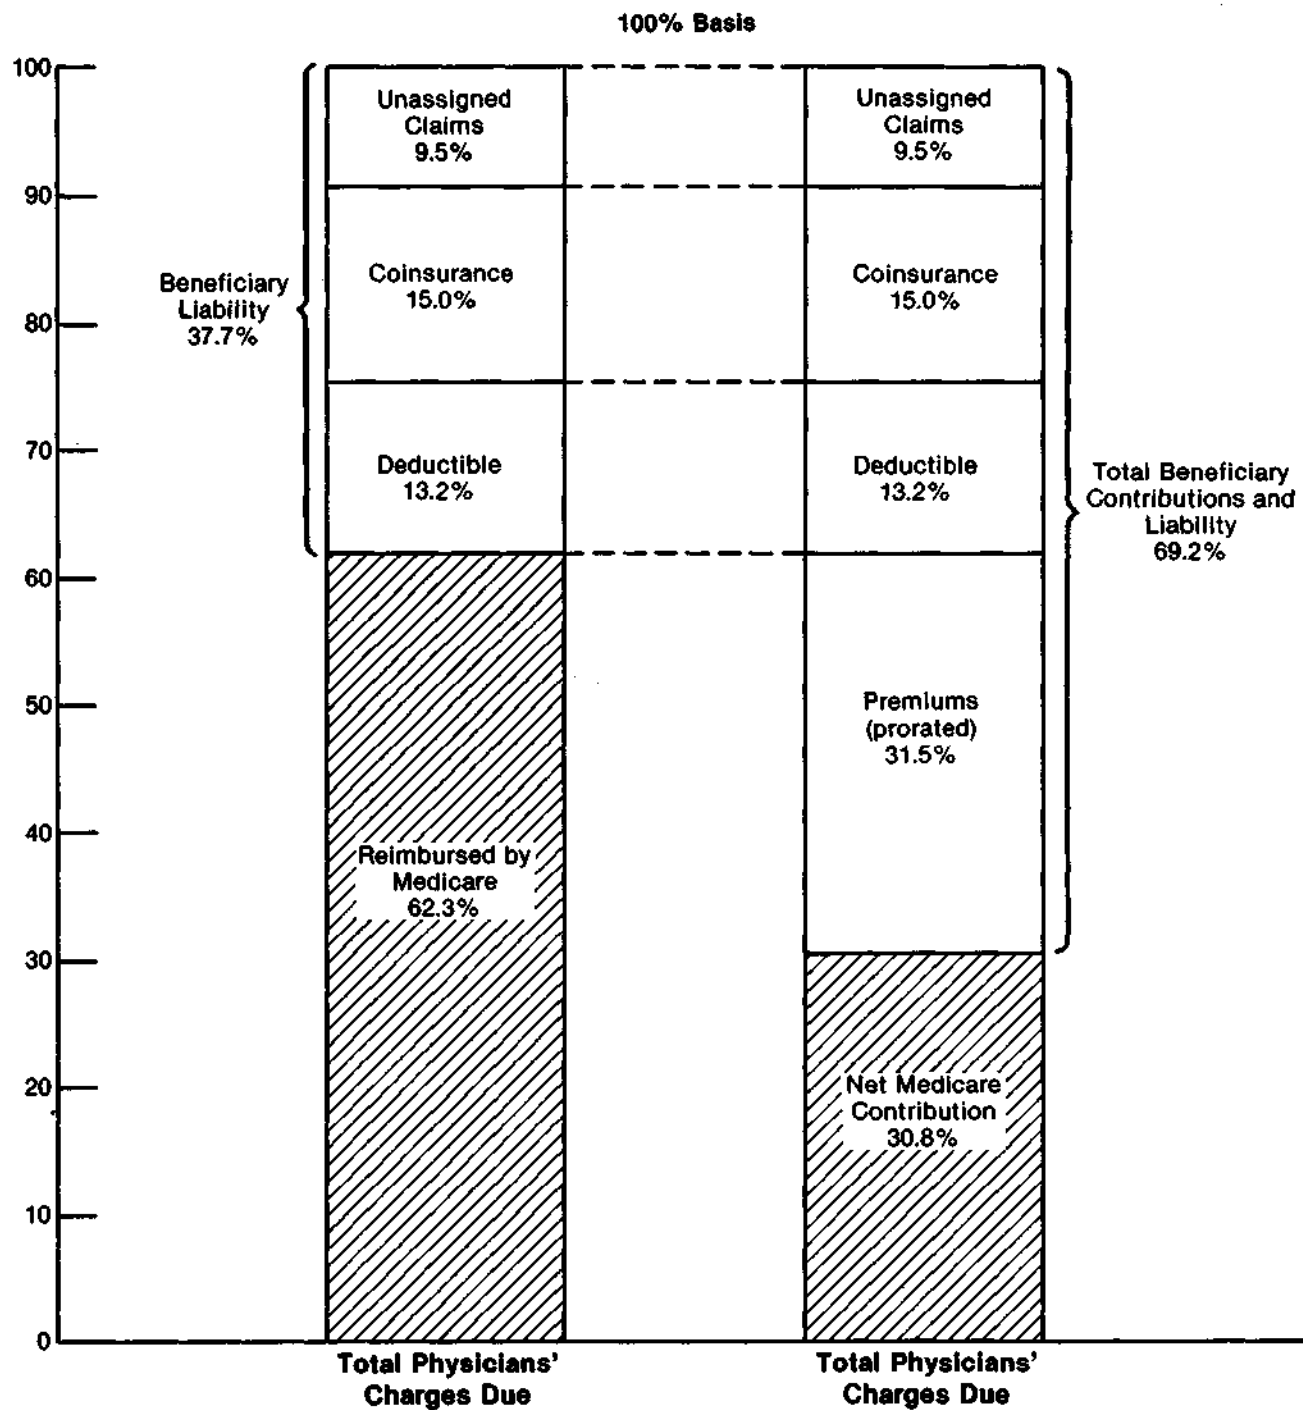 100% Basis
100
90
80
70
60
50
40
30
20
10
0
Beneficiary
Liability
37.7%
Unassigned
Claims
9.5%
Coinsurance
15.0%
Deductible
13.2%
Reimbursed by
Medicare
62.3%
Total Physicians'
Charges Due
Unassigned
Claims
9.5%
Coinsurance
15.0%
Deductible
13.2%
Premiums
(prorated)
31.5%
Net Medicare
Contribution
30.8%
Total Physicians'
Charges Due
Total Beneficiary
Contributions and
Liability
69.2%